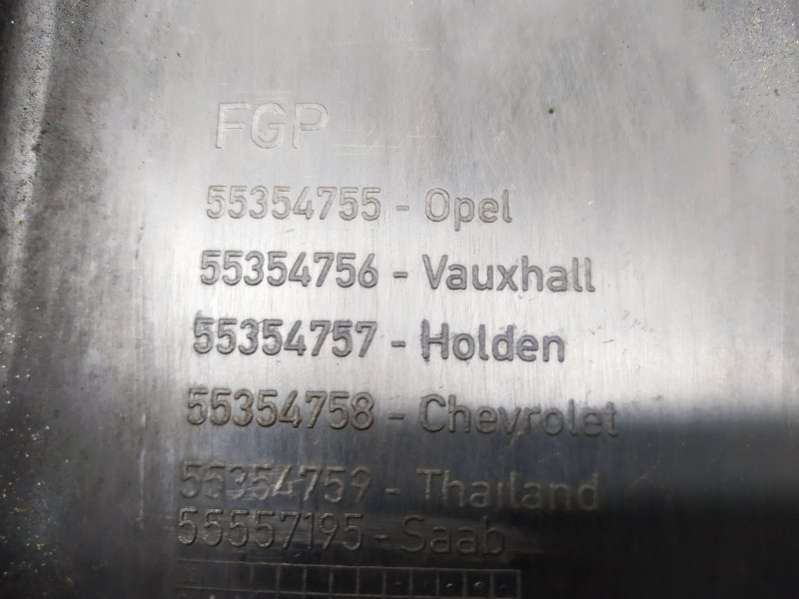 FGP
55354755 - Opel
55354756 - Vauxhall
55354757 - Holden
55354758 - Chevrolet
55354759 - Thailand
55557195 - Saab